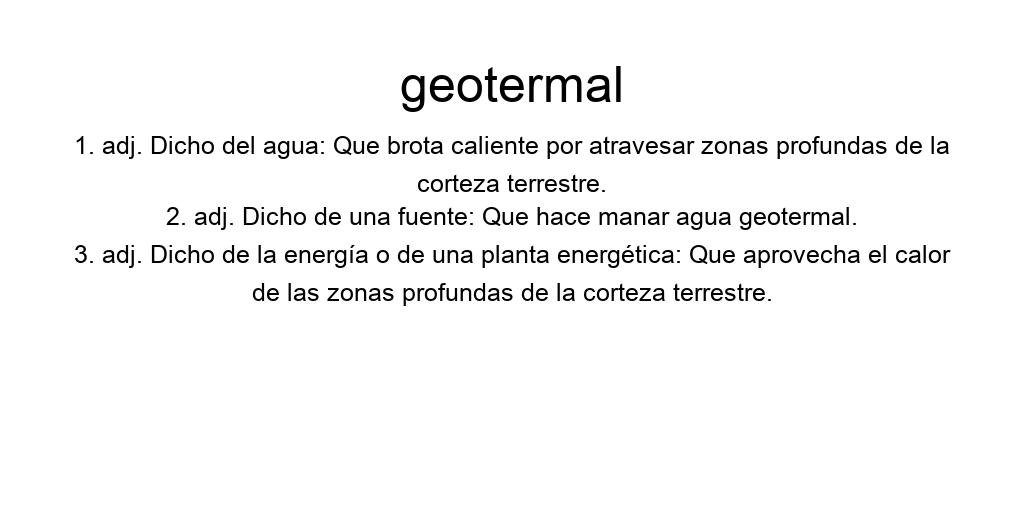 geotermal
1. adj. Dicho del agua: Que brota caliente por atravesar zonas profundas de la
corteza terrestre.
2. adj. Dicho de una fuente: Que hace manar agua geotermal.
3. adj. Dicho de la energía o de una planta energética: Que aprovecha el calor
de las zonas profundas de la corteza terrestre.